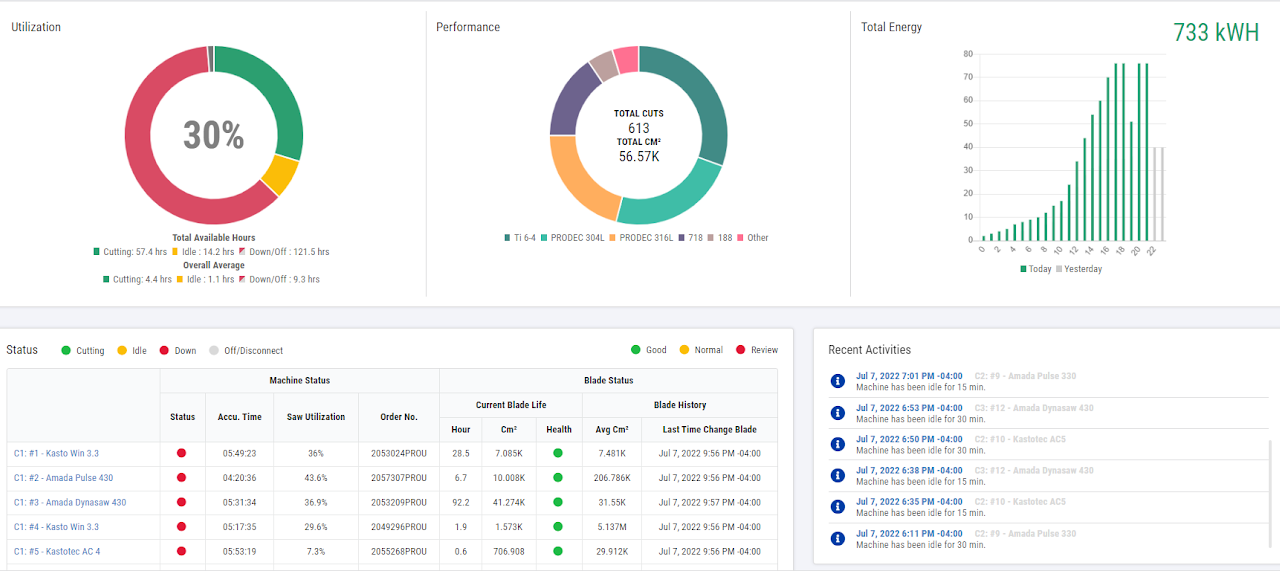 Utilization
30%
Total Available Hours
Cutting: 57.4 hrs Idle : 14.2 hrs Down/Off : 121.5 hrs
Overall Average
Cutting: 4.4 hrs Idle : 1.1 hrs Down/Off : 9.3 hrs
Performance
TOTAL CUTS
613
TOTAL CM²
56.57K
Ti 6-4 PRODEC 304L PRODEC 316L 718 188 Other
Total Energy
733 kWH
80
70
60
50
40
30
20
10
0
0 2 4 6 8 10 12 14 16 18 20 22
Today Yesterday
Status Cutting Idle Down Off/Disconnect Good Normal Review
Machine Status Blade Status
Status Accu. Time Saw Utilization Order No. Current Blade Life Blade History
Hour Cm² Health Avg Cm² Last Time Change Blade
C1: #1 - Kasto Win 3.3 05:49:23 36% 2053024PROU 28.5 7.085K 7.481K Jul 7, 2022 9:56 PM -04:00
C1: #2 - Amada Pulse 430 04:20:36 43.6% 2057307PROU 6.7 10.008K 206.786K Jul 7, 2022 9:56 PM -04:00
C1: #3 - Amada Dynasaw 430 05:31:34 36.9% 2053209PROU 92.2 41.274K 31.55K Jul 7, 2022 9:57 PM -04:00
C1: #4 - Kasto Win 3.3 05:17:35 29.6% 2049296PROU 1.9 1.573K 5.137M Jul 7, 2022 9:56 PM -04:00
C1: #5 - Kastotec AC 4 05:53:19 7.3% 2055268PROU 0.6 706.908 29.912K Jul 7, 2022 9:56 PM -04:00
Recent Activities
Jul 7, 2022 7:01 PM -04:00 C2: #9 - Amada Pulse 330
Machine has been idle for 15 min.
Jul 7, 2022 6:53 PM -04:00 C3: #12 - Amada Dynasaw 430
Machine has been idle for 30 min.
Jul 7, 2022 6:50 PM -04:00 C2: #10 - Kastotec AC5
Machine has been idle for 30 min.
Jul 7, 2022 6:38 PM -04:00 C3: #12 - Amada Dynasaw 430
Machine has been idle for 15 min.
Jul 7, 2022 6:35 PM -04:00 C2: #10 - Kastotec AC5
Machine has been idle for 15 min.
Jul 7, 2022 6:11 PM -04:00 C2: #9 - Amada Pulse 330
Machine has been idle for 30 min.